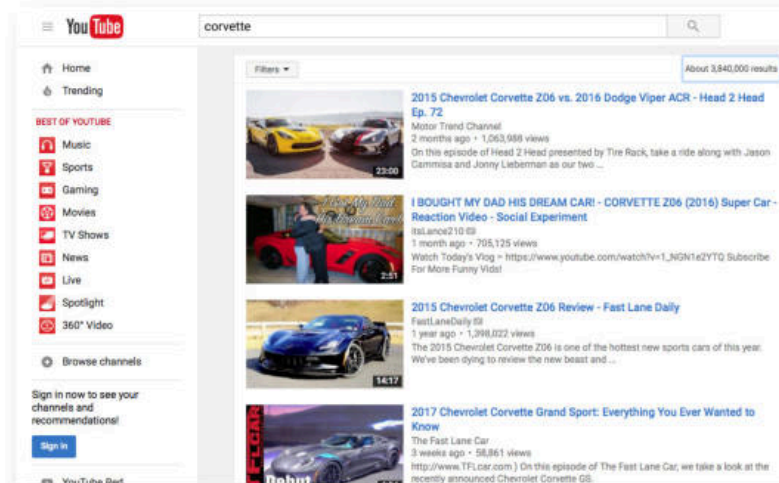 YouTube
corvette
Home
Trending
BEST OF YOUTUBE
Music
Sports
Gaming
Movies
TV Shows
News
Live
Spotlight
360° Video
Browse channels
Sign in now to see your
channels and
recommendations!
Sign in
YouTube Red
Filters
About 3,840,000 results
23:00
2015 Chevrolet Corvette Z06 vs. 2016 Dodge Viper ACR - Head 2 Head
Ep. 72
Motor Trend Channel
2 months ago • 1,063,988 views
On this episode of Head 2 Head presented by Tire Rack, take a ride along with Jason
Cammisa and Jonny Lieberman as our two ...
2:51
I BOUGHT MY DAD HIS DREAM CAR! - CORVETTE Z06 (2016) Super Car -
Reaction Video - Social Experiment
ItsLance210
1 month ago • 705,125 views
Watch Today's Vlog > https://www.youtube.com/watch?v=1_NGN1e2YTQ Subscribe
For More Funny Vids!
14:17
2015 Chevrolet Corvette Z06 Review - Fast Lane Daily
FastLaneDaily
1 year ago • 1,398,022 views
The 2015 Chevrolet Corvette Z06 is one of the hottest new sports cars of this year.
We've been dying to review the new beast and ...
TFLCAR
Debut
2017 Chevrolet Corvette Grand Sport: Everything You Ever Wanted to
Know
The Fast Lane Car
3 weeks ago • 58,861 views
http://www.TFLcar.com ) On this episode of The Fast Lane Car, we take a look at the
recently announced Chevrolet Corvette GS.